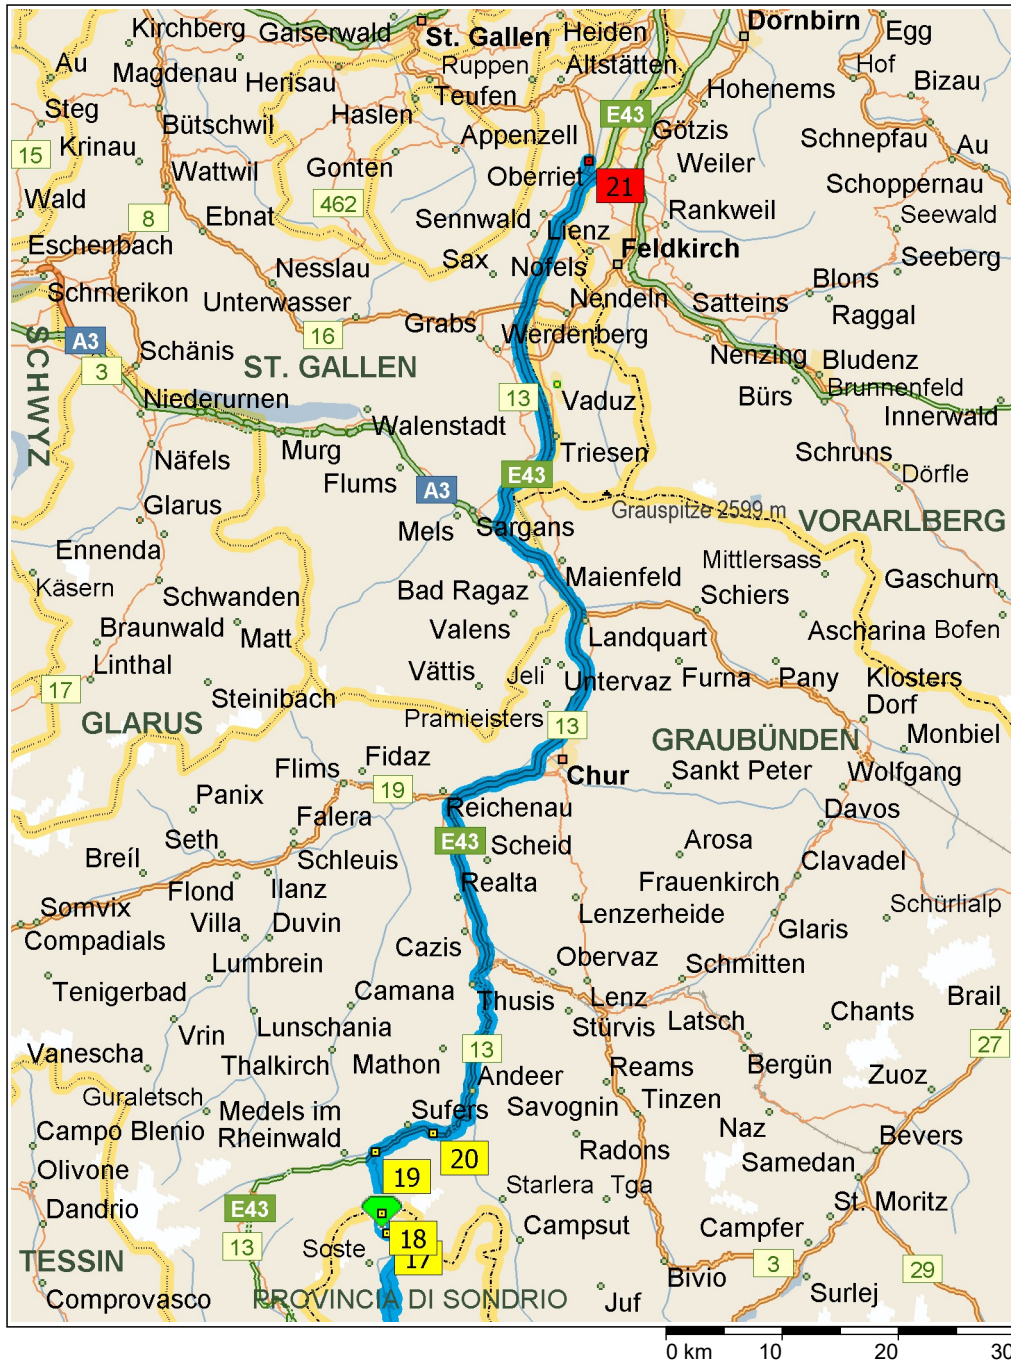 Kirchberg
Gaiserwald
St. Gallen
Heiden
Dornbirn
Egg
Au
Magdenau
Herisau
Ruppen
Altstätten
Hof
Bizau
Steg
Haslen
Teufen
Hohenems
Bütschwil
Appenzell
E43
Götzis
Schnepfau
15
Krinau
Wattwil
Gonten
Oberriet
21
Weiler
Au
Schoppernau
Wald
8
Ebnat
462
Sennwald
Rankweil
Seewald
Eschenbach
Lienz
Feldkirch
Nesslau
Sax
Nofels
Blons
Seeberg
Schmerikon
Unterwasser
Nendeln
Satteins
Raggal
SCHWYZ
A3
Schänis
16
Grabs
Werdenberg
Nenzing
Bludenz
3
ST. GALLEN
Brunnenfeld
Niederurnen
13
Vaduz
Bürs
Innerwald
Walenstadt
Murg
Triesen
Schruns
Näfels
Flums
A3
E43
Dörfle
Glarus
Mels
Sargans
Grauspitze 2599 m
VORARLBERG
Ennenda
Mittlersass
Käsern
Schwanden
Bad Ragaz
Maienfeld
Schiers
Gaschurn
Braunwald
Matt
Valens
Landquart
Ascharina
Bofen
Linthal
Vättis
Jeli
Untervaz
Furna
Pany
Klosters
Dorf
17
Steinibach
GLARUS
Pramieisters
13
GRAUBÜNDEN
Monbiel
Fidaz
Flims
Chur
Sankt Peter
Wolfgang
Panix
19
Reichenau
Davos
Falera
Seth
E43
Scheid
Arosa
Breíl
Schleuis
Clavadel
Flond
Ilanz
Realta
Frauenkirch
Somvix
Villa
Duvin
Lenzerheide
Schürlialp
Compadials
Cazis
Glaris
Lumbrein
Obervaz
Schmitten
Tenigerbad
Camana
Thusis
Lenz
Brail
Vrin
Lunschania
Stürvis
Latsch
Chants
Vanescha
Thalkirch
Mathon
13
Reams
Bergün
27
Guraletsch
Andeer
Zuoz
Medels im
Rheinwald
Sufers
Savognin
Tinzen
Campo Blenio
Naz
Bevers
20
Radons
Olivone
19
Samedan
Starlera
Tga
Dandrio
E43
St. Moritz
18
Campsut
Campfer
TESSIN
13
Soste
17
3
29
Bivio
Comprovasco
PROVINCIA DI SONDRIO
Juf
Surlej
0 km
10
20
30